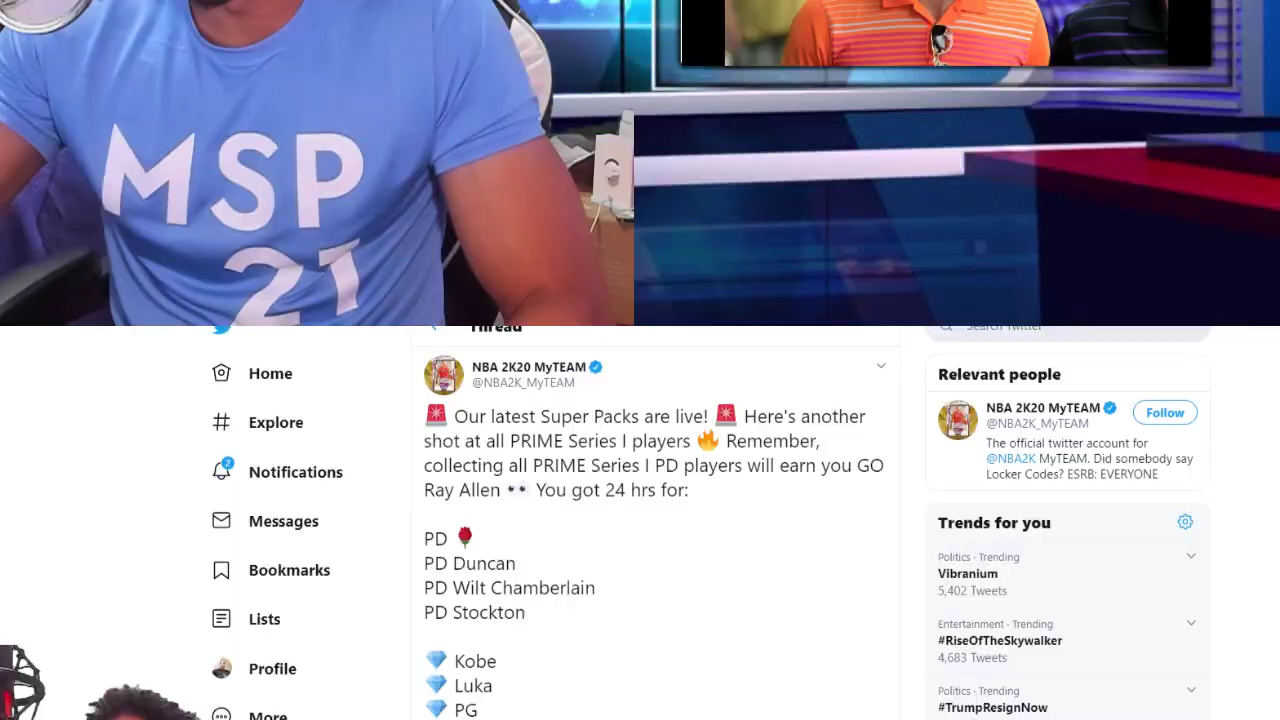 MSP
21
Thread
Search Twitter
Home
Explore
2
Notifications
Messages
Bookmarks
Lists
Profile
More
NBA 2K20 MyTEAM
@NBA2K_MyTEAM
🚨 Our latest Super Packs are live! 🚨 Here's another
shot at all PRIME Series I players 🔥 Remember,
collecting all PRIME Series I PD players will earn you GO
Ray Allen 👀 You got 24 hrs for:
PD 🌹
PD Duncan
PD Wilt Chamberlain
PD Stockton
💎 Kobe
💎 Luka
💎 PG
Relevant people
NBA 2K20 MyTEAM
@NBA2K_MyTEAM
Follow
The official twitter account for
@NBA2K MyTEAM. Did somebody say
Locker Codes? ESRB: EVERYONE
Trends for you
Politics · Trending
Vibranium
5,402 Tweets
Entertainment · Trending
#RiseOfTheSkywalker
4,683 Tweets
Politics · Trending
#TrumpResignNow